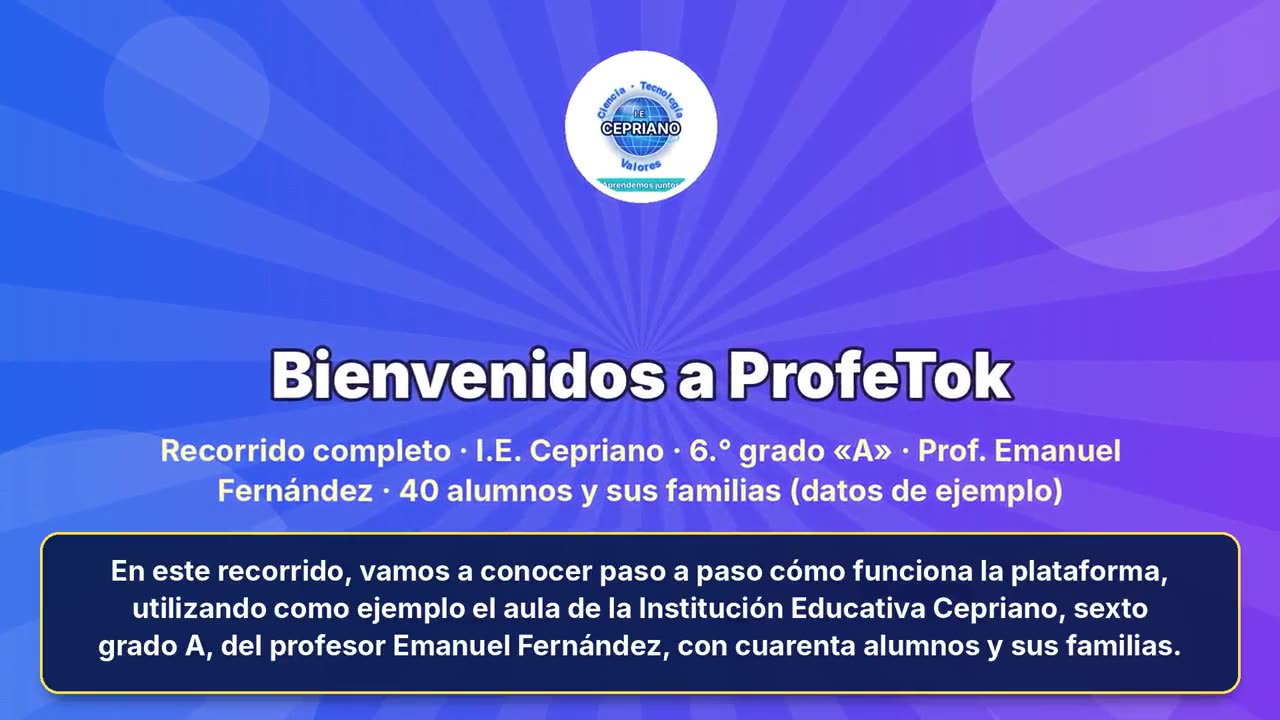 Ciencia · Tecnología
I.E.
CEPRIANO
Valores
Aprendemos juntos
Bienvenidos a ProfeTok
Recorrido completo · I.E. Cepriano · 6.° grado «A» · Prof. Emanuel
Fernández · 40 alumnos y sus familias (datos de ejemplo)
En este recorrido, vamos a conocer paso a paso cómo funciona la plataforma,
utilizando como ejemplo el aula de la Institución Educativa Cepriano, sexto
grado A, del profesor Emanuel Fernández, con cuarenta alumnos y sus familias.